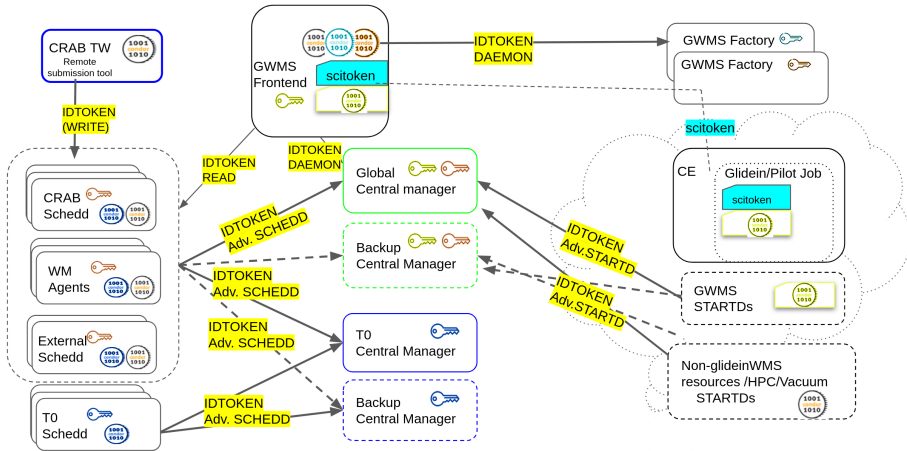 CRAB TW
Remote
submission tool
IDTOKEN
(WRITE)
GWMS
Frontend
scitoken
IDTOKEN
DAEMON
GWMS Factory
GWMS Factory
scitoken
IDTOKEN
READ
IDTOKEN
DAEMON
CE
Glidein/Pilot Job
scitoken
CRAB
Schedd
WM
Agents
External
Schedd
T0
Schedd
IDTOKEN
Adv. SCHEDD
IDTOKEN
Adv. SCHEDD
IDTOKEN
Adv. SCHEDD
IDTOKEN
Adv. SCHEDD
Global
Central manager
Backup
Central Manager
T0
Central Manager
Backup
Central Manager
IDTOKEN
Adv.STARTD
IDTOKEN
Adv.STARTD
GWMS
STARTDs
Non-glideinWMS
resources /HPC/Vacuum
STARTDs